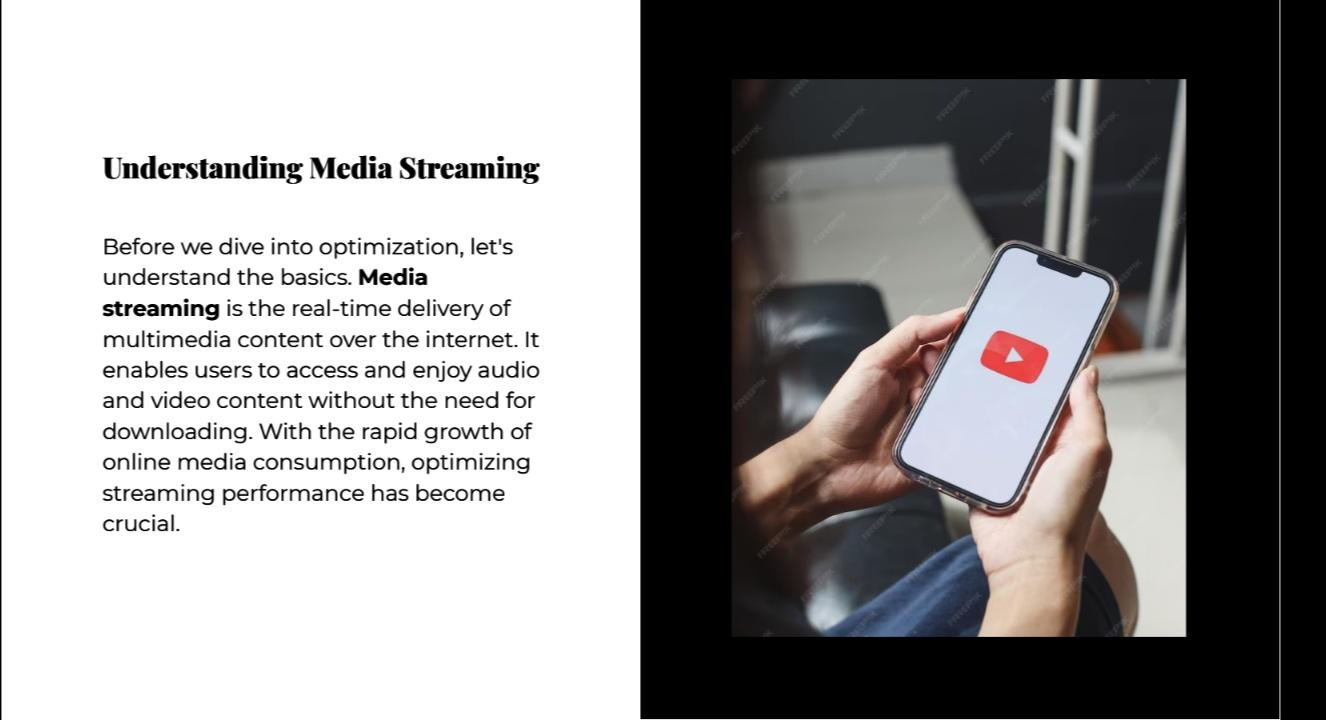 Understanding Media Streaming
Before we dive into optimization, let's
understand the basics. Media
streaming is the real-time delivery of
multimedia content over the internet. It
enables users to access and enjoy audio
and video content without the need for
downloading. With the rapid growth of
online media consumption, optimizing
streaming performance has become
crucial.
FREEPIK